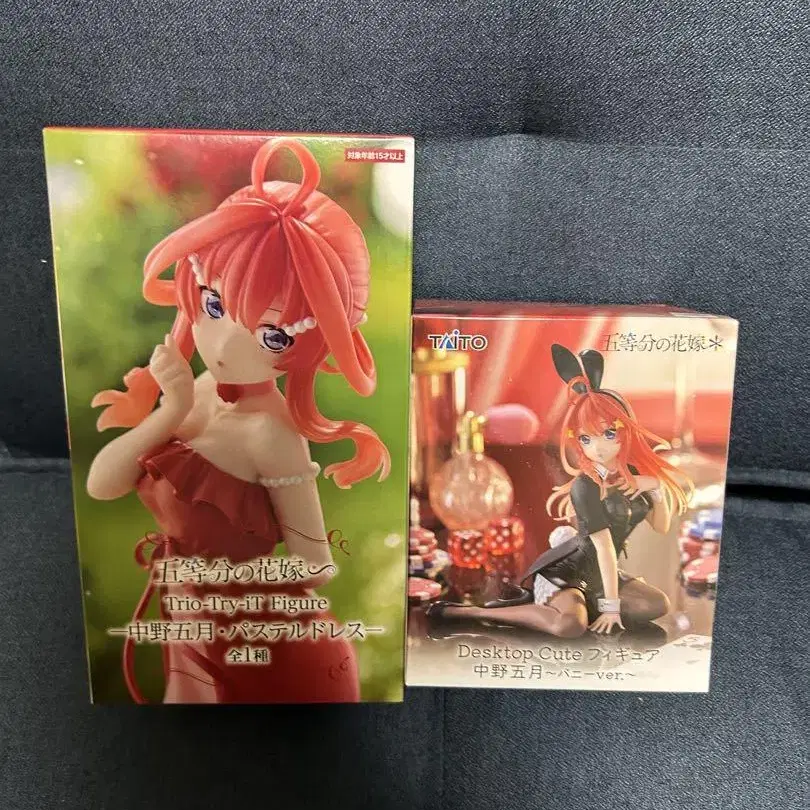 対象年齢15才以上
五等分の花嫁∽
Trio-Try-iT Figure
ー中野五月・パステルドレスー
全1種
TAITO
五等分の花嫁*
Desktop Cute フィギュア
中野五月～バニーver.～